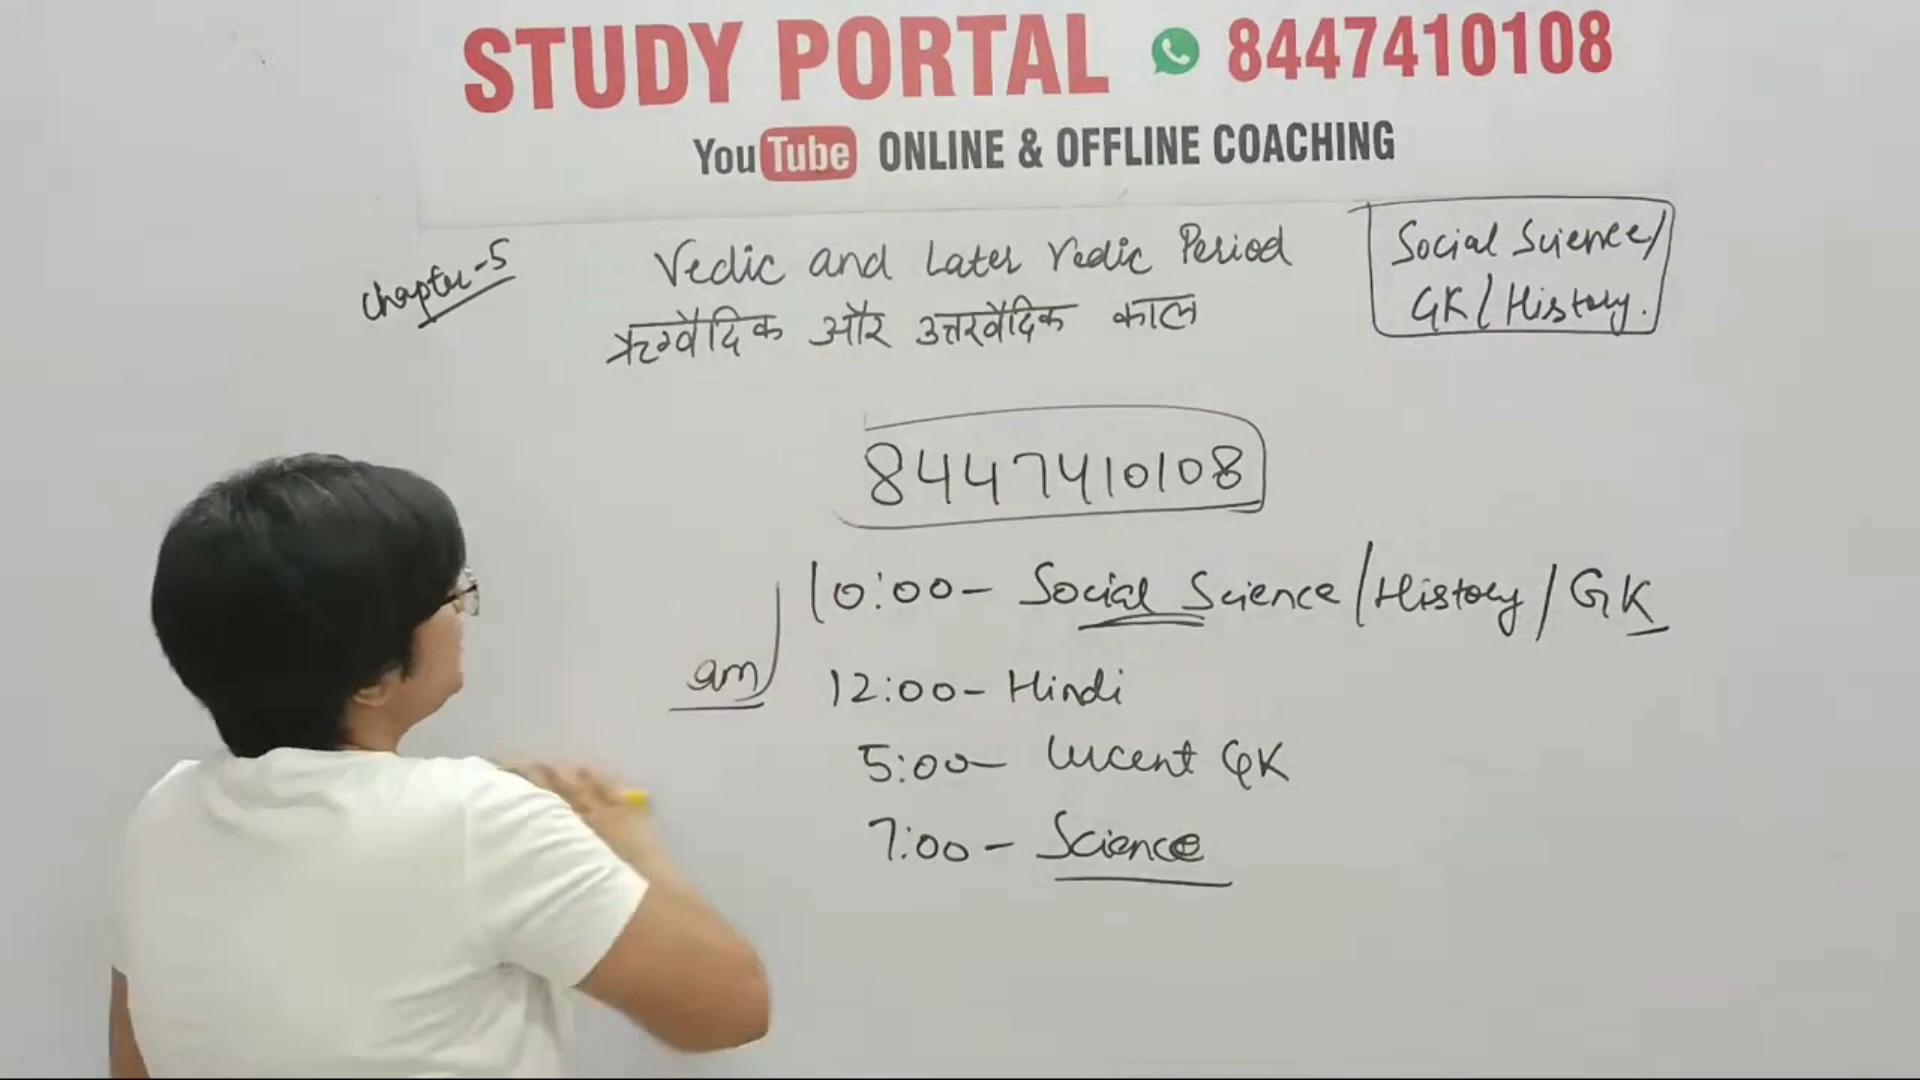 STUDY PORTAL 8447410108
YouTube ONLINE & OFFLINE COACHING
Chapter-5
Vedic and Later Vedic Period
ऋग्वैदिक और उत्तरवैदिक काल
Social Science/
GK/History.
8447410108
10:00- Social Science/History/GK
am
12:00- Hindi
5:00- Lucent GK
7:00- Science